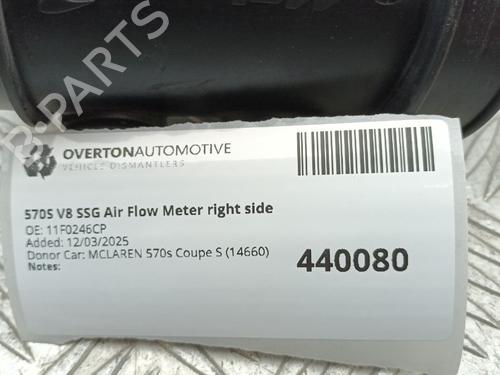 OVERTONAUTOMOTIVE
VEHICLE DISMANTLERS
570S V8 SSG Air Flow Meter right side
OE: 11F0246CP
Added: 12/03/2025
Donor Car: MCLAREN 570s Coupe S (14660)
Notes:
440080
R-PARTS